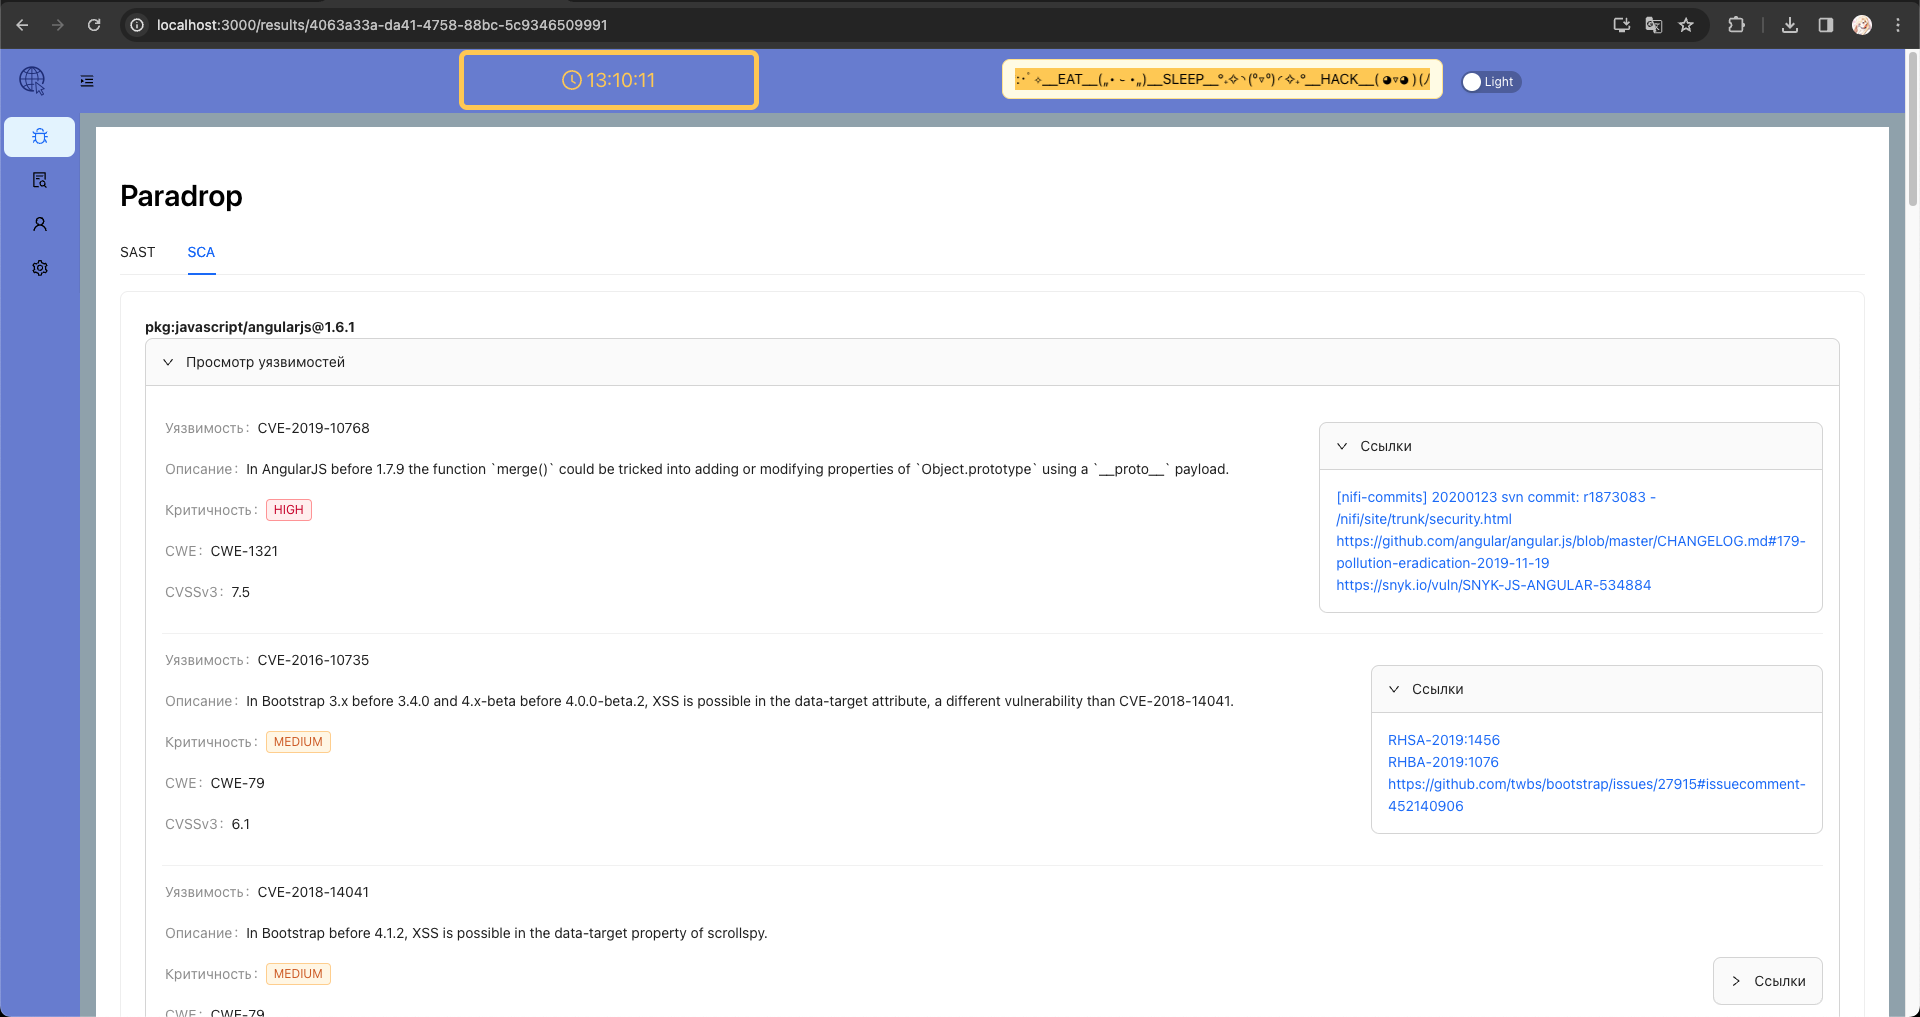 localhost:3000/results/4063a33a-da41-4758-88bc-5c9346509991
13:10:11
__EAT__(„• ֊ •„)__SLEEP__°˖✧◝(⁰▿⁰)◜✧˖°__HACK__( ◕▿◕ )
Light
Paradrop
SAST
SCA
pkg:javascript/angularjs@1.6.1
Просмотр уязвимостей
Уязвимость: CVE-2019-10768
Описание: In AngularJS before 1.7.9 the function `merge()` could be tricked into adding or modifying properties of `Object.prototype` using a `__proto__` payload.
Критичность: HIGH
CWE: CWE-1321
CVSSv3: 7.5
Ссылки
[nifi-commits] 20200123 svn commit: r1873083 -
/nifi/site/trunk/security.html
https://github.com/angular/angular.js/blob/master/CHANGELOG.md#179-
pollution-eradication-2019-11-19
https://snyk.io/vuln/SNYK-JS-ANGULAR-534884
Уязвимость: CVE-2016-10735
Описание: In Bootstrap 3.x before 3.4.0 and 4.x-beta before 4.0.0-beta.2, XSS is possible in the data-target attribute, a different vulnerability than CVE-2018-14041.
Критичность: MEDIUM
CWE: CWE-79
CVSSv3: 6.1
Ссылки
RHSA-2019:1456
RHBA-2019:1076
https://github.com/twbs/bootstrap/issues/27915#issuecomment-
452140906
Уязвимость: CVE-2018-14041
Описание: In Bootstrap before 4.1.2, XSS is possible in the data-target property of scrollspy.
Критичность: MEDIUM
Ссылки
CWE: CWE-79